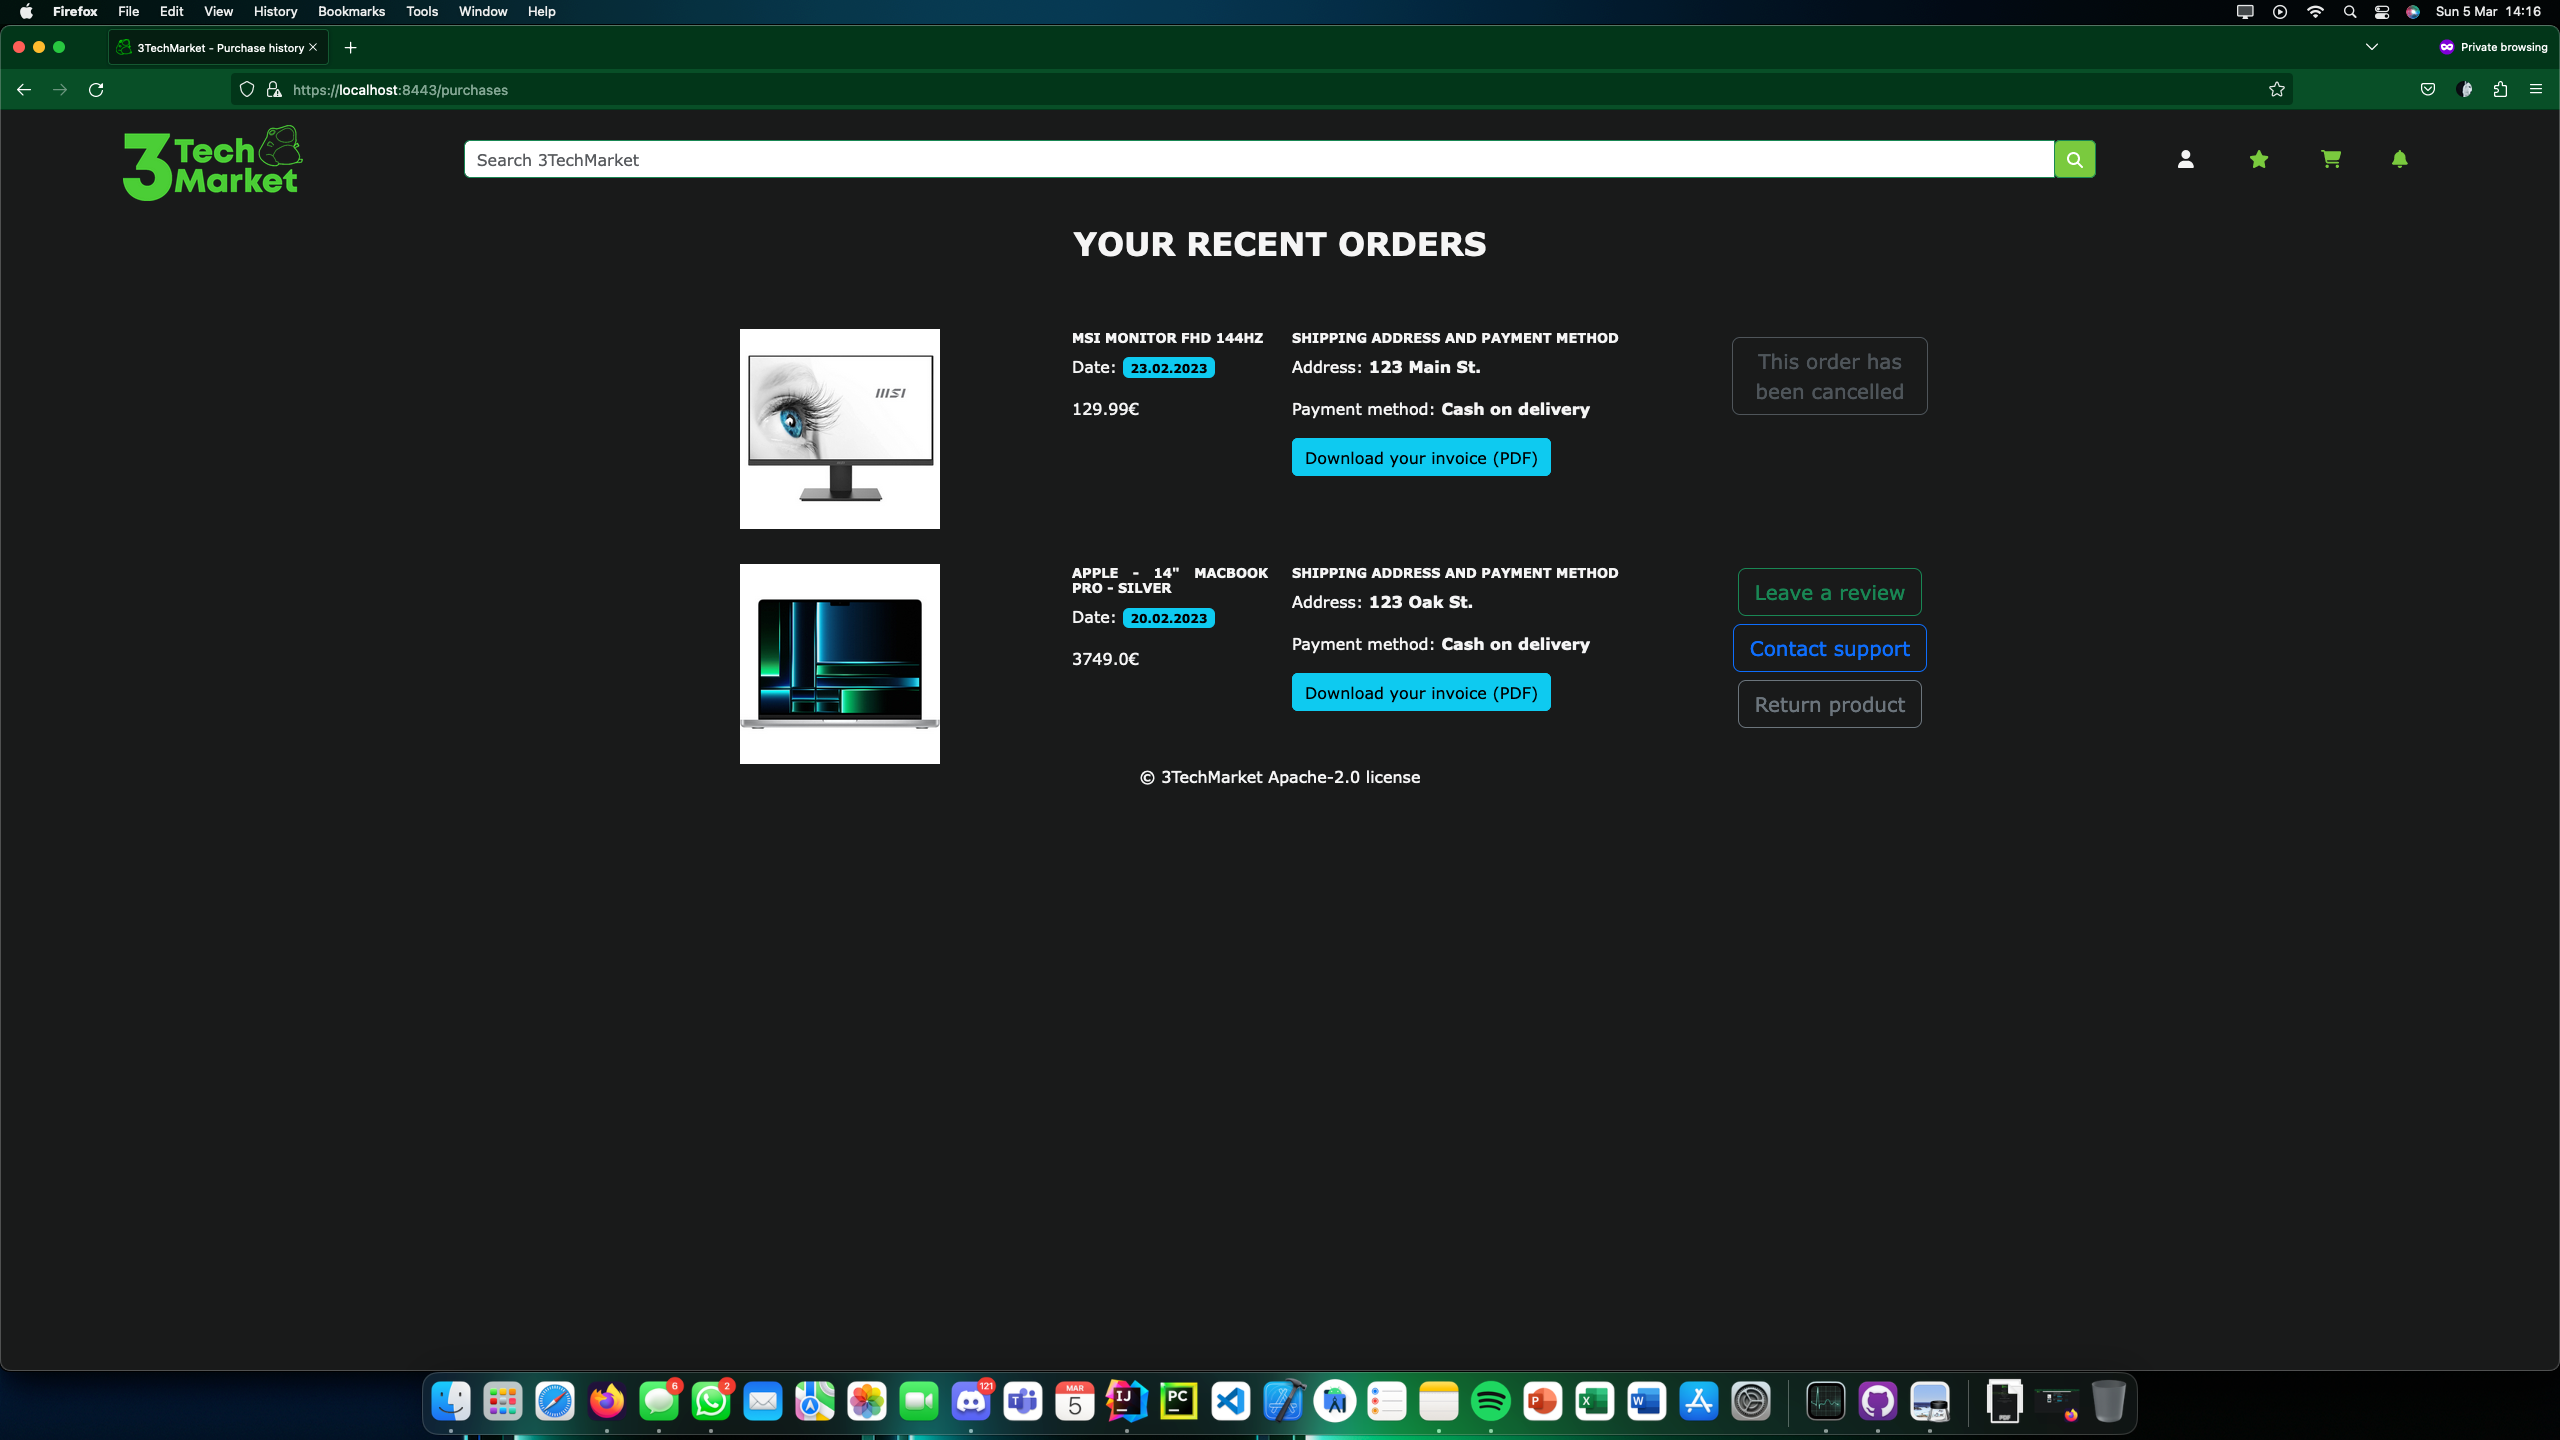 Firefox File Edit View History Bookmarks Tools Window Help
Sun 5 Mar 14:16
3TechMarket - Purchase history
Private browsing
https://localhost:8443/purchases
3 Tech Market
Search 3TechMarket
YOUR RECENT ORDERS
MSI MONITOR FHD 144HZ
Date: 23.02.2023
129.99€
SHIPPING ADDRESS AND PAYMENT METHOD
Address: 123 Main St.
Payment method: Cash on delivery
Download your invoice (PDF)
This order has
been cancelled
msi
APPLE - 14" MACBOOK
PRO - SILVER
Date: 20.02.2023
3749.0€
SHIPPING ADDRESS AND PAYMENT METHOD
Address: 123 Oak St.
Payment method: Cash on delivery
Download your invoice (PDF)
Leave a review
Contact support
Return product
© 3TechMarket Apache-2.0 license
6
2
121
MAR
5
IJ
PC
P
X
W
PDF